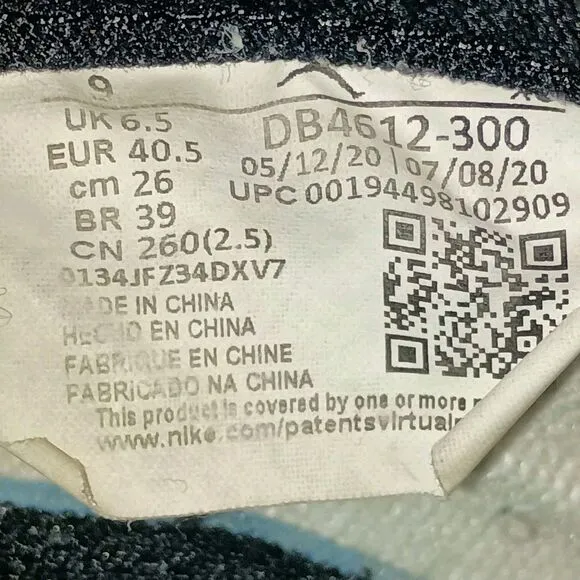 9
UK 6.5
EUR 40.5
cm 26
BR 39
CN 260(2.5)
0134JFZ34DXV7
MADE IN CHINA
HECHO EN CHINA
FABRIQUE EN CHINE
FABRICADO NA CHINA
DB4612-300
05/12/20 | 07/08/20
UPC 00194498102909
This product is covered by one or more
www.nike.com/patentsvirtual